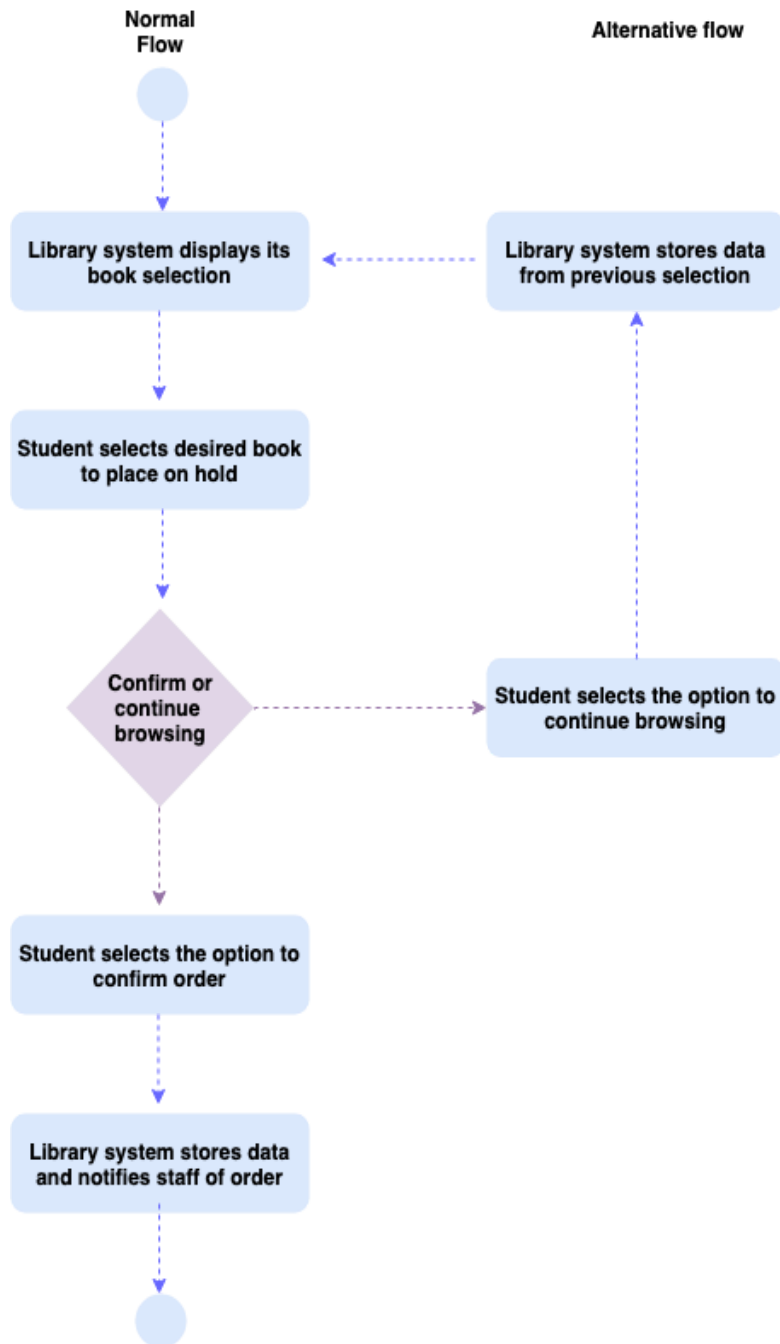 Normal
Flow
Alternative flow
Library system displays its
book selection
Library system stores data
from previous selection
Student selects desired book
to place on hold
Confirm or
continue
browsing
Student selects the option to
continue browsing
Student selects the option to
confirm order
Library system stores data
and notifies staff of order